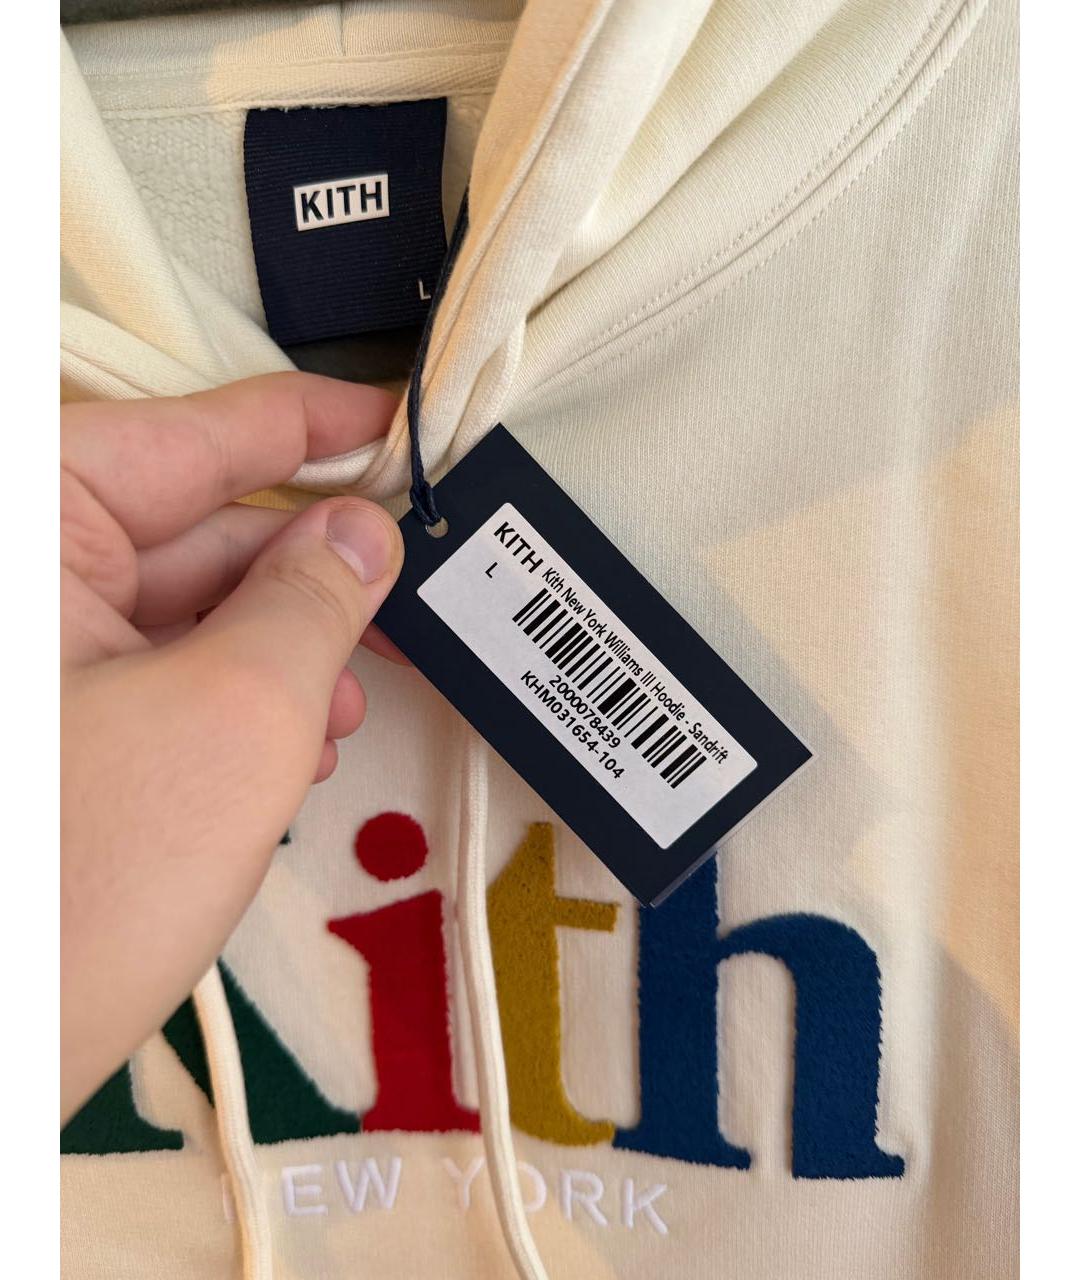 KITH
L
KITH Kith New York Williams III Hoodie - Sandrift
L
2000078439
KHM031654-104
Kith
NEW YORK